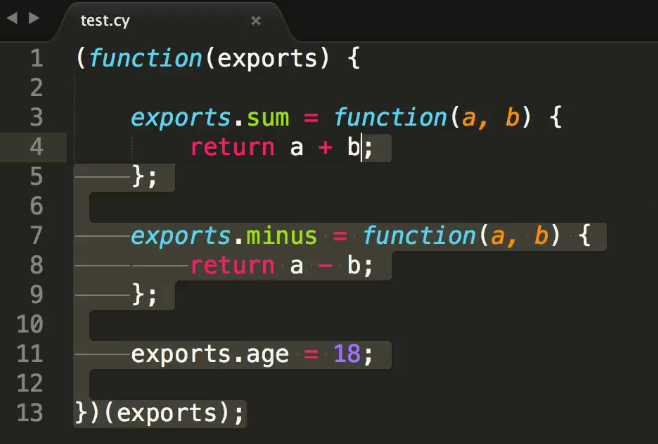 test.cy ×
1 (function(exports) {
2
3 exports.sum = function(a, b) {
4 return a + b;
5 };
6
7 exports.minus = function(a, b) {
8 return a - b;
9 };
10
11 exports.age = 18;
12
13 })(exports);